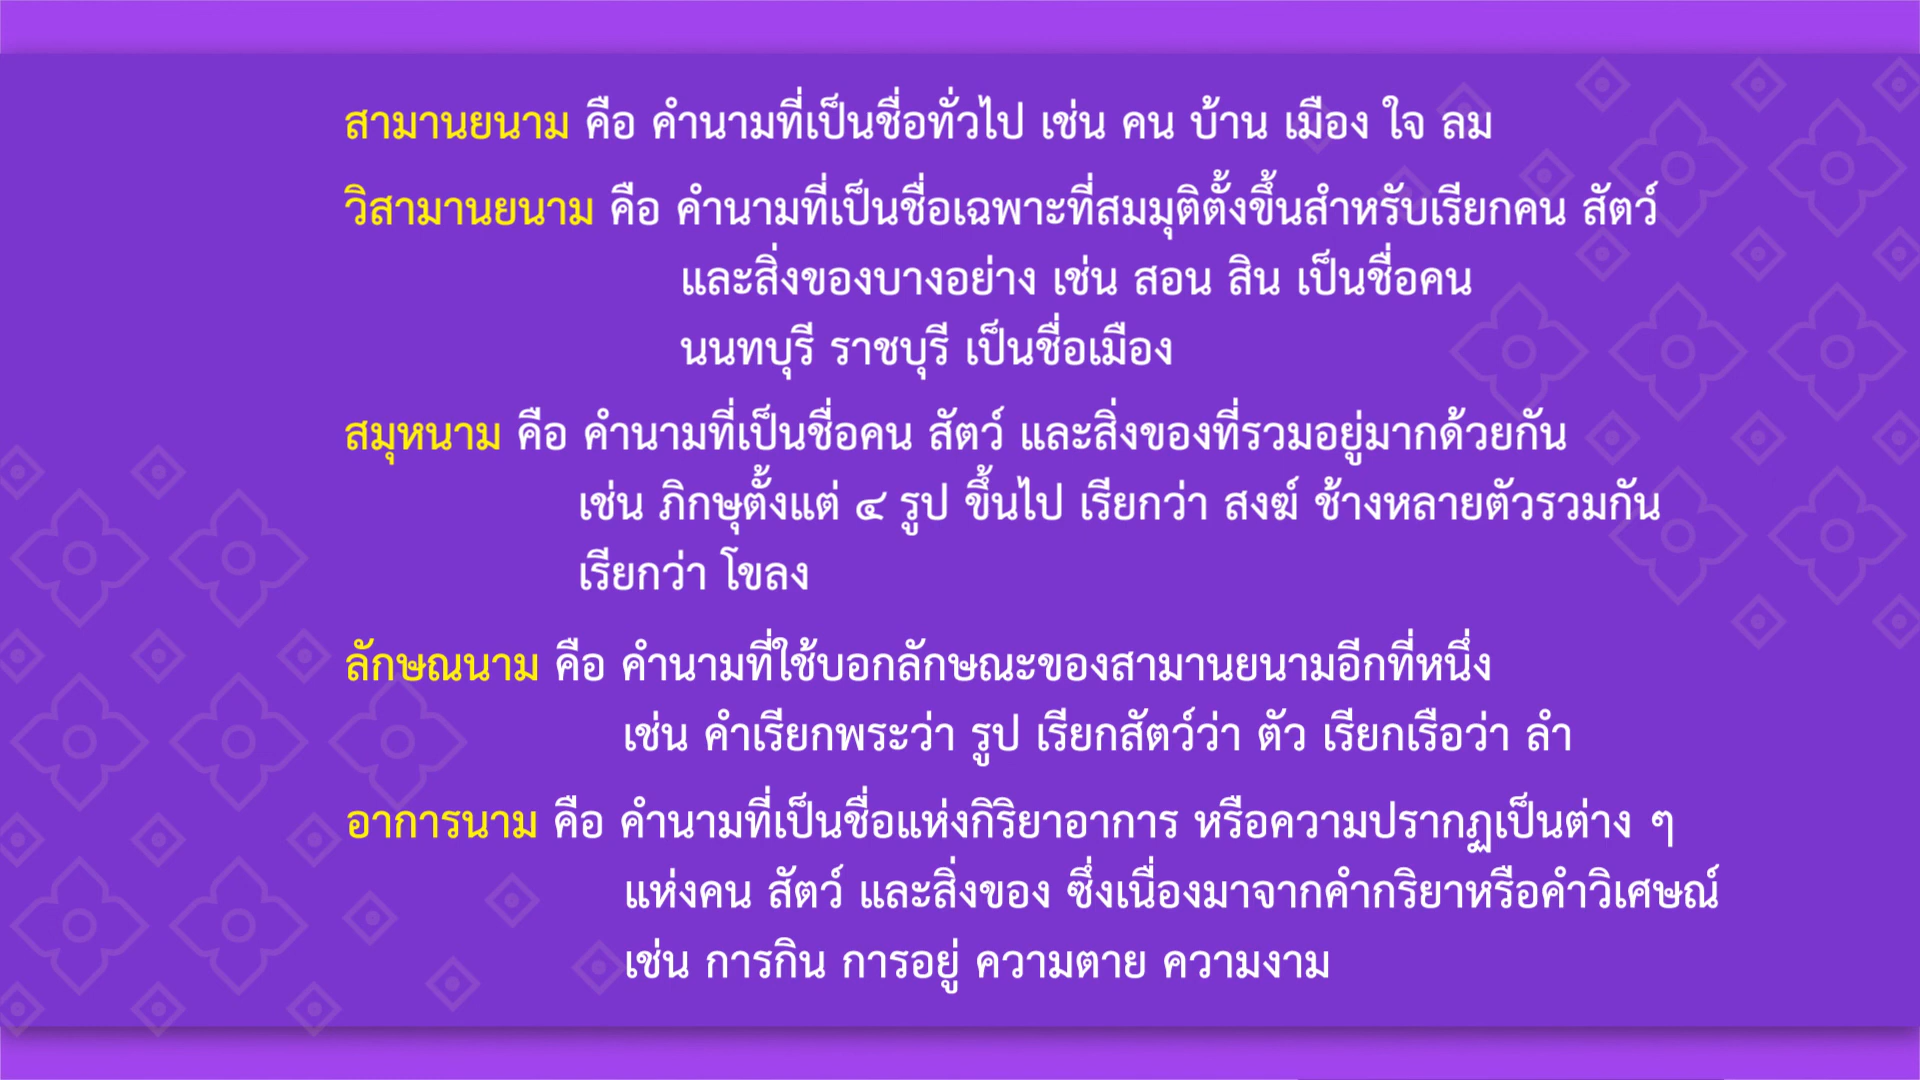 สามานยนาม คือ คำนามที่เป็นชื่อทั่วไป เช่น คน บ้าน เมือง ใจ ลม
วิสามานยนาม คือ คำนามที่เป็นชื่อเฉพาะที่สมมุติตั้งขึ้นสำหรับเรียกคน สัตว์
และสิ่งของบางอย่าง เช่น สอน สิน เป็นชื่อคน
นนทบุรี ราชบุรี เป็นชื่อเมือง
สมุหนาม คือ คำนามที่เป็นชื่อคน สัตว์ และสิ่งของที่รวมอยู่มากด้วยกัน
เช่น ภิกษุตั้งแต่ ๔ รูป ขึ้นไป เรียกว่า สงฆ์ ช้างหลายตัวรวมกัน
เรียกว่า โขลง
ลักษณนาม คือ คำนามที่ใช้บอกลักษณะของสามานยนามอีกที่หนึ่ง
เช่น คำเรียกพระว่า รูป เรียกสัตว์ว่า ตัว เรียกเรือว่า ลำ
อาการนาม คือ คำนามที่เป็นชื่อแห่งกิริยาอาการ หรือความปรากฏเป็นต่าง ๆ
แห่งคน สัตว์ และสิ่งของ ซึ่งเนื่องมาจากคำกริยาหรือคำวิเศษณ์
เช่น การกิน การอยู่ ความตาย ความงาม